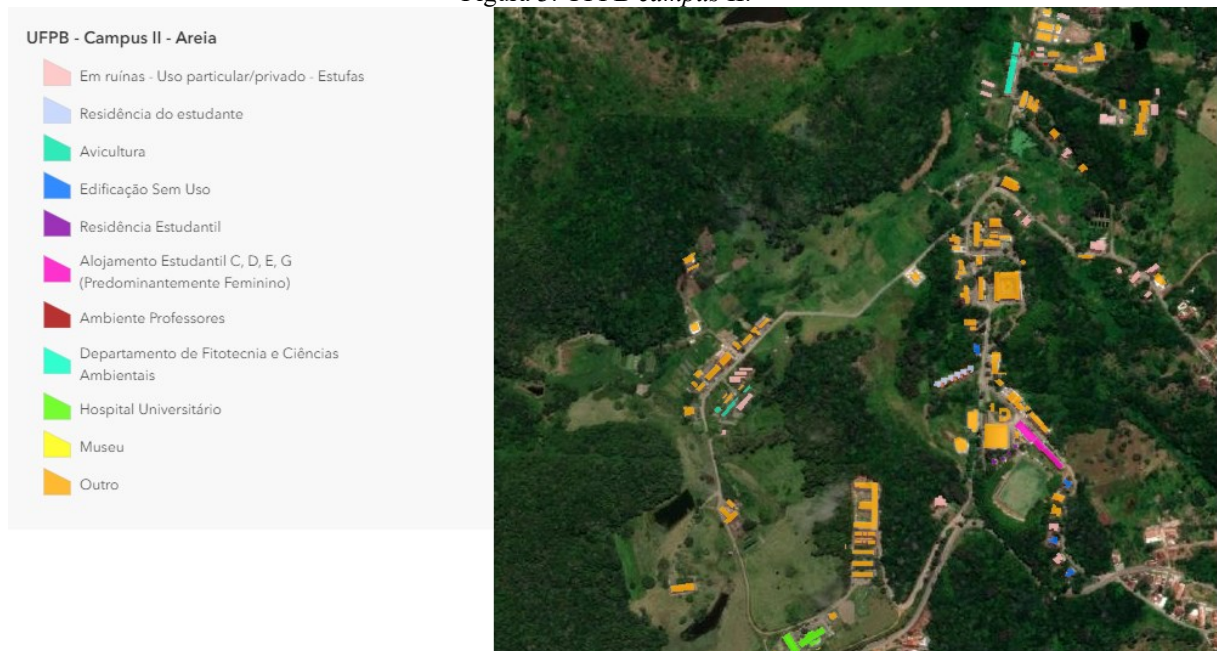 UFPB - Campus II - Areia
Em ruínas - Uso particular/privado - Estufas
Residência do estudante
Avicultura
Edificação Sem Uso
Residência Estudantil
Alojamento Estudantil C, D, E, G
(Predominantemente Feminino)
Ambiente Professores
Departamento de Fitotecnia e Ciências
Ambientais
Hospital Universitário
Museu
Outro